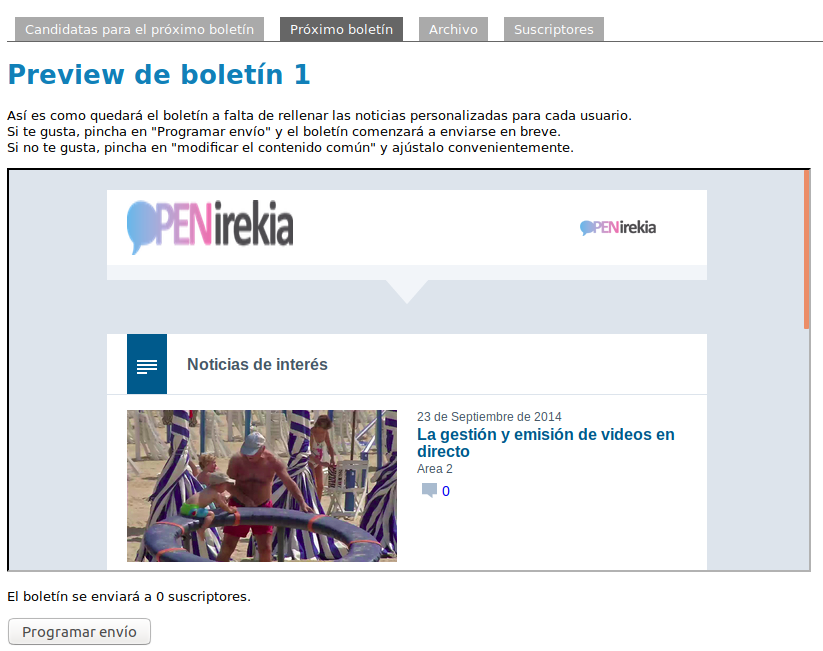 Candidatas para el próximo boletín
Próximo boletín
Archivo
Suscriptores
Preview de boletín 1
Así es como quedará el boletín a falta de rellenar las noticias personalizadas para cada usuario.
Si te gusta, pincha en "Programar envío" y el boletín comenzará a enviarse en breve.
Si no te gusta, pincha en "modificar el contenido común" y ajústalo convenientemente.
OPENirekia
OPENirekia
Noticias de interés
23 de Septiembre de 2014
La gestión y emisión de videos en
directo
Area 2
0
El boletín se enviará a 0 suscriptores.
Programar envío